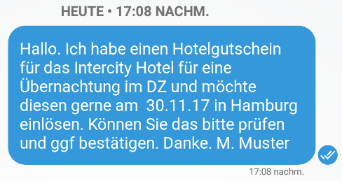 HEUTE • 17:08 NACHM.
Hallo. Ich habe einen Hotelgutschein
für das Intercity Hotel für eine
Übernachtung im DZ und möchte
diesen gerne am  30.11.17 in Hamburg
einlösen. Können Sie das bitte prüfen
und ggf bestätigen. Danke. M. Muster
17:08 nachm.